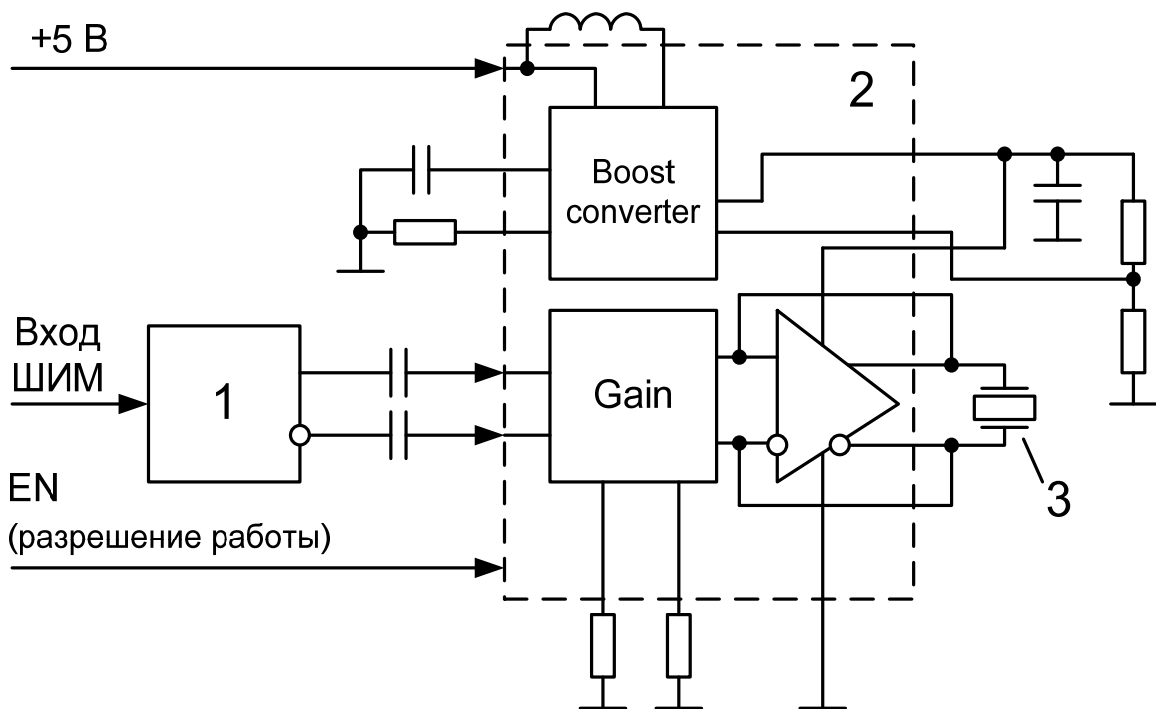 +5 В
2
Boost
converter
Вход
ШИМ
1
Gain
EN
(разрешение работы)
3